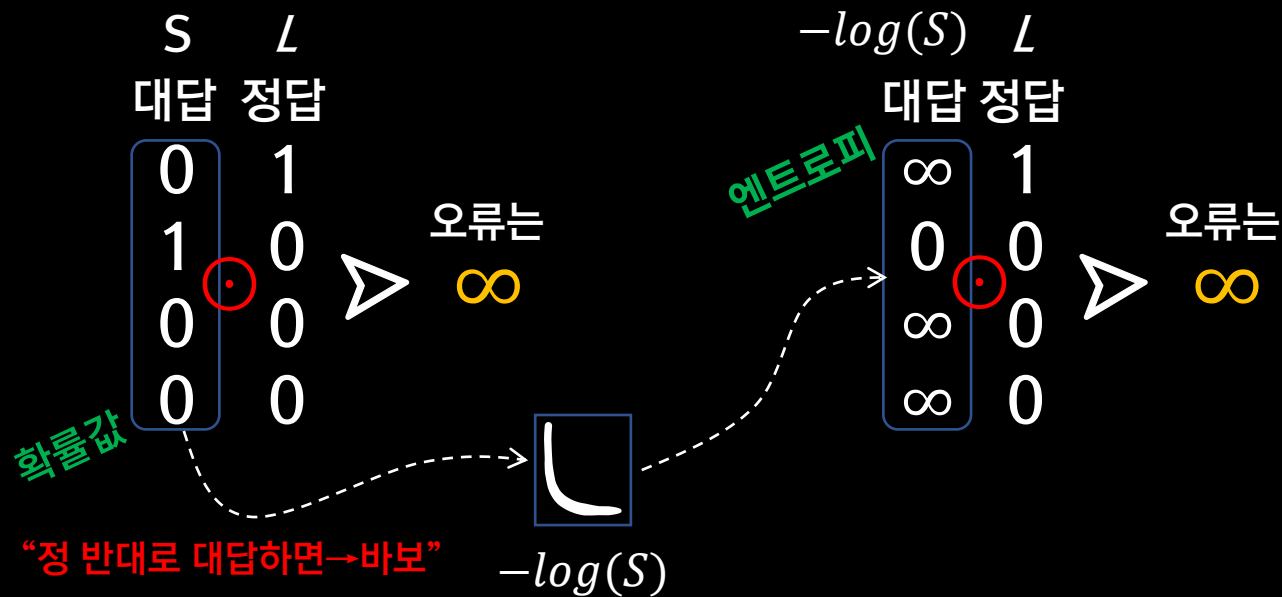 S L
대답 정답
0 1
1 0
0 0
0 0
오류는
∞
확률값
“정 반대로 대답하면→바보”
−log(S)
엔트로피
−log(S) L
대답 정답
∞ 1
0 0
∞ 0
∞ 0
오류는
∞